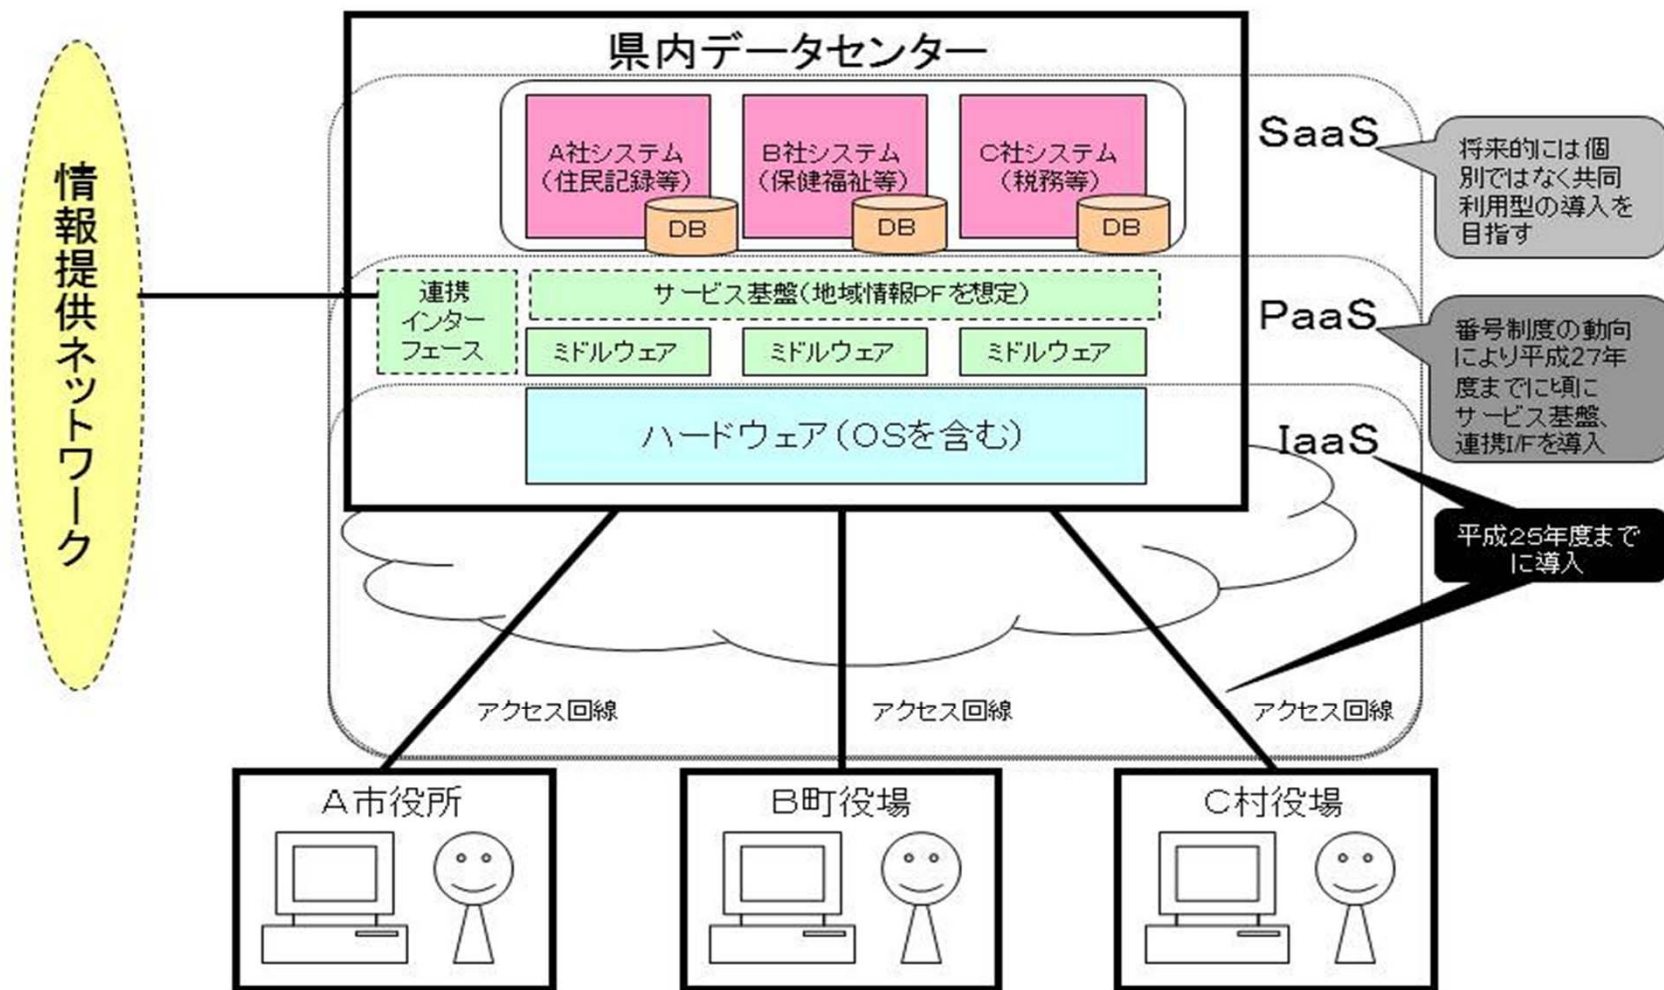 県内データセンター
情報提供ネットワーク
A社システム
(住民記録等)
DB
B社システム
(保健福祉等)
DB
C社システム
(税務等)
DB
SaaS
将来的には個
別ではなく共同
利用型の導入を
目指す
連携
インター
フェース
サービス基盤(地域情報PFを想定)
ミドルウェア
ミドルウェア
ミドルウェア
PaaS
番号制度の動向
により平成27年
度までに頃に
サービス基盤、
連携I/Fを導入
ハードウェア(OSを含む)
IaaS
平成25年度まで
に導入
アクセス回線
アクセス回線
アクセス回線
A市役所
B町役場
C村役場